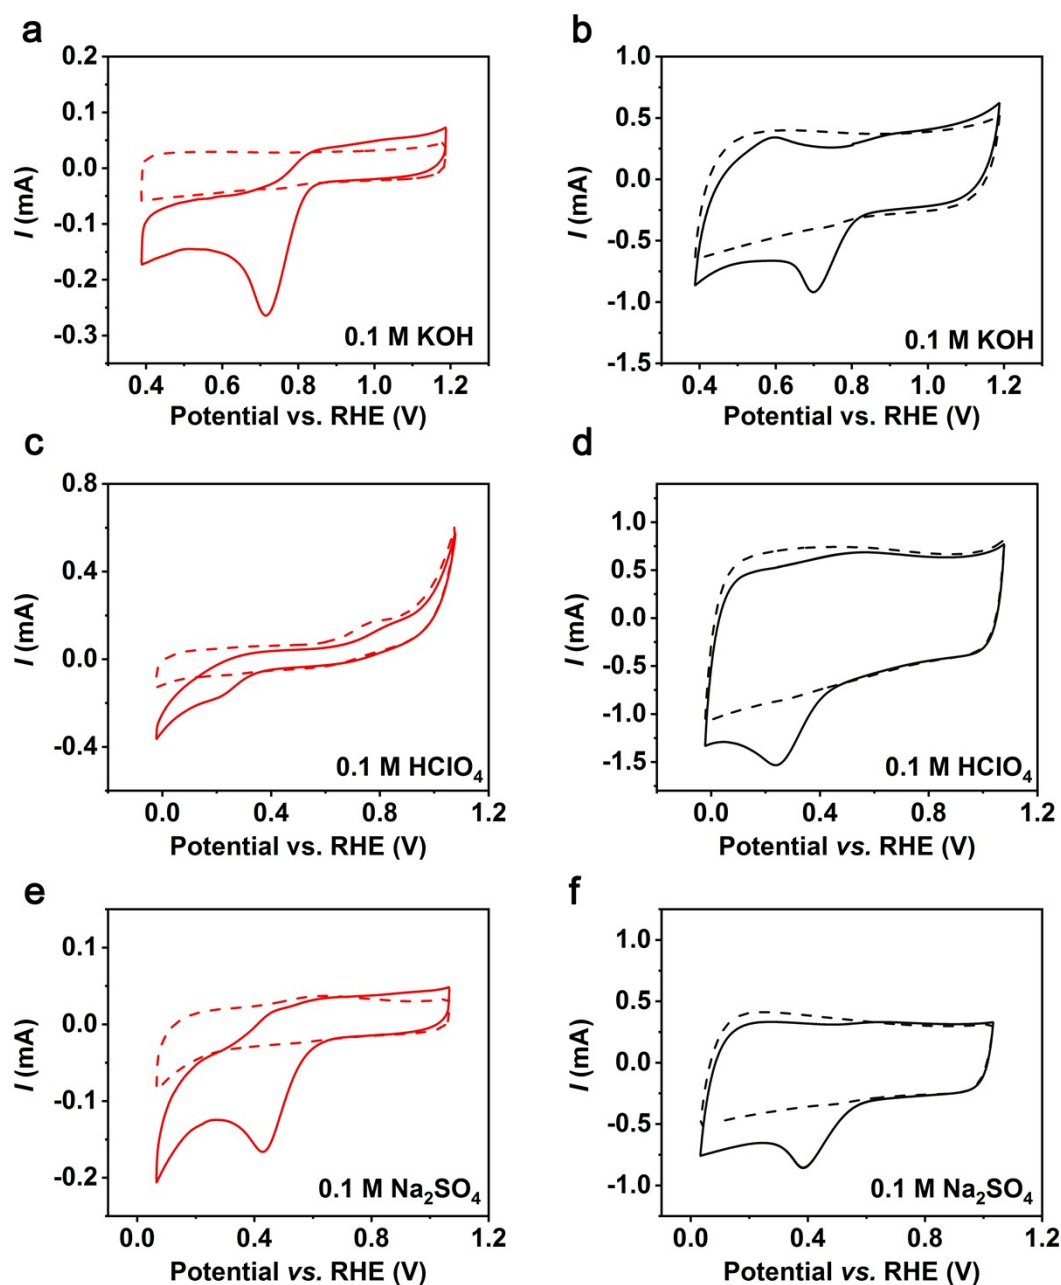 a
0.2
0.1
0.0
-0.1
-0.2
-0.3
I (mA)
0.1 M KOH
0.4 0.6 0.8 1.0 1.2
Potential vs. RHE (V)
b
1.0
0.5
0.0
-0.5
-1.0
-1.5
I (mA)
0.1 M KOH
0.4 0.6 0.8 1.0 1.2
Potential vs. RHE (V)
c
0.8
0.4
0.0
-0.4
I (mA)
0.1 M HClO₄
0.0 0.4 0.8 1.2
Potential vs. RHE (V)
d
1.0
0.5
0.0
-0.5
-1.0
-1.5
I (mA)
0.1 M HClO₄
0.0 0.4 0.8 1.2
Potential vs. RHE (V)
e
0.1
0.0
-0.1
-0.2
I (mA)
0.1 M Na₂SO₄
0.0 0.4 0.8 1.2
Potential vs. RHE (V)
f
1.0
0.5
0.0
-0.5
-1.0
I (mA)
0.1 M Na₂SO₄
0.0 0.4 0.8 1.2
Potential vs. RHE (V)